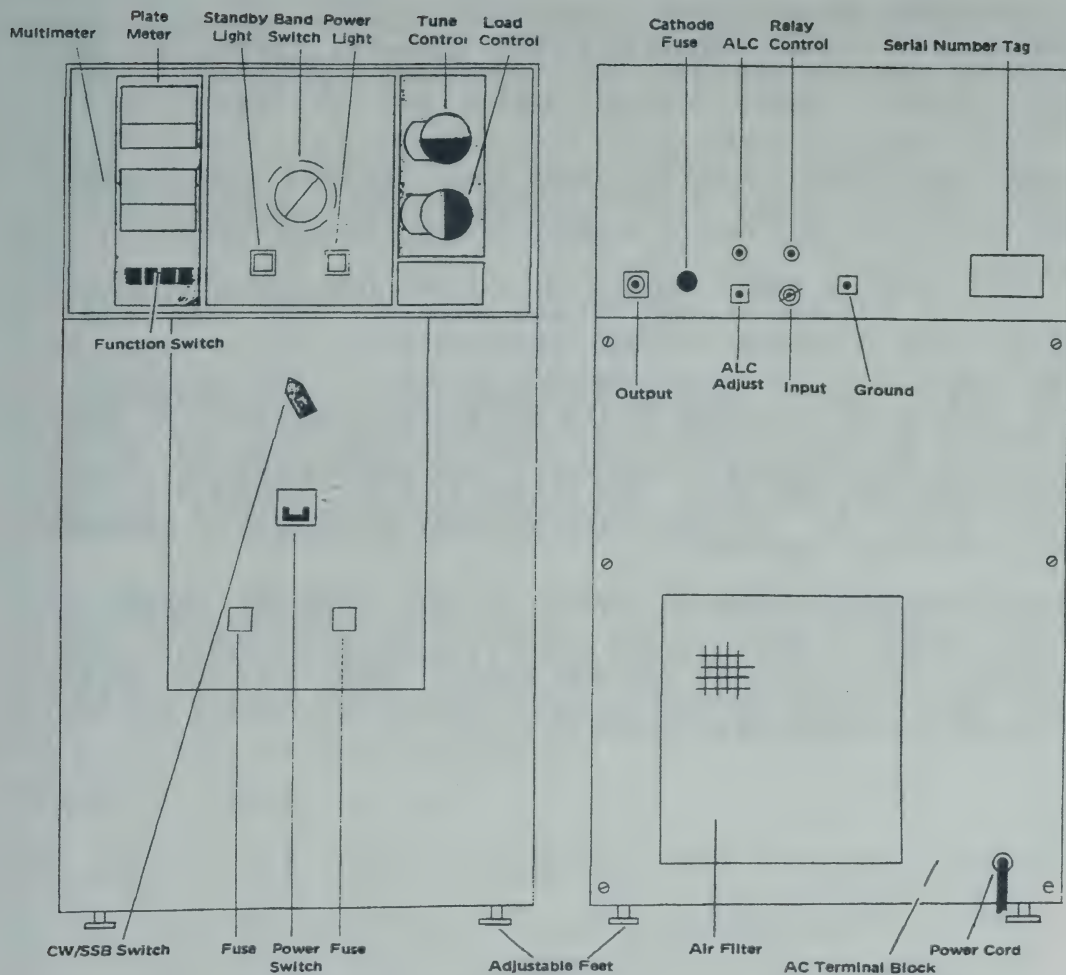 Multimeter
Plate
Meter
Standby
Light
Band
Switch
Power
Light
Tune
Control
Load
Control
Cathode
Fuse
ALC
Relay
Control
Serial Number Tag
Function Switch
Output
ALC
Adjust
Input
Ground
CW/SSB Switch
Fuse
Power
Switch
Fuse
Adjustable Feet
Air Filter
AC Terminal Block
Power Cord